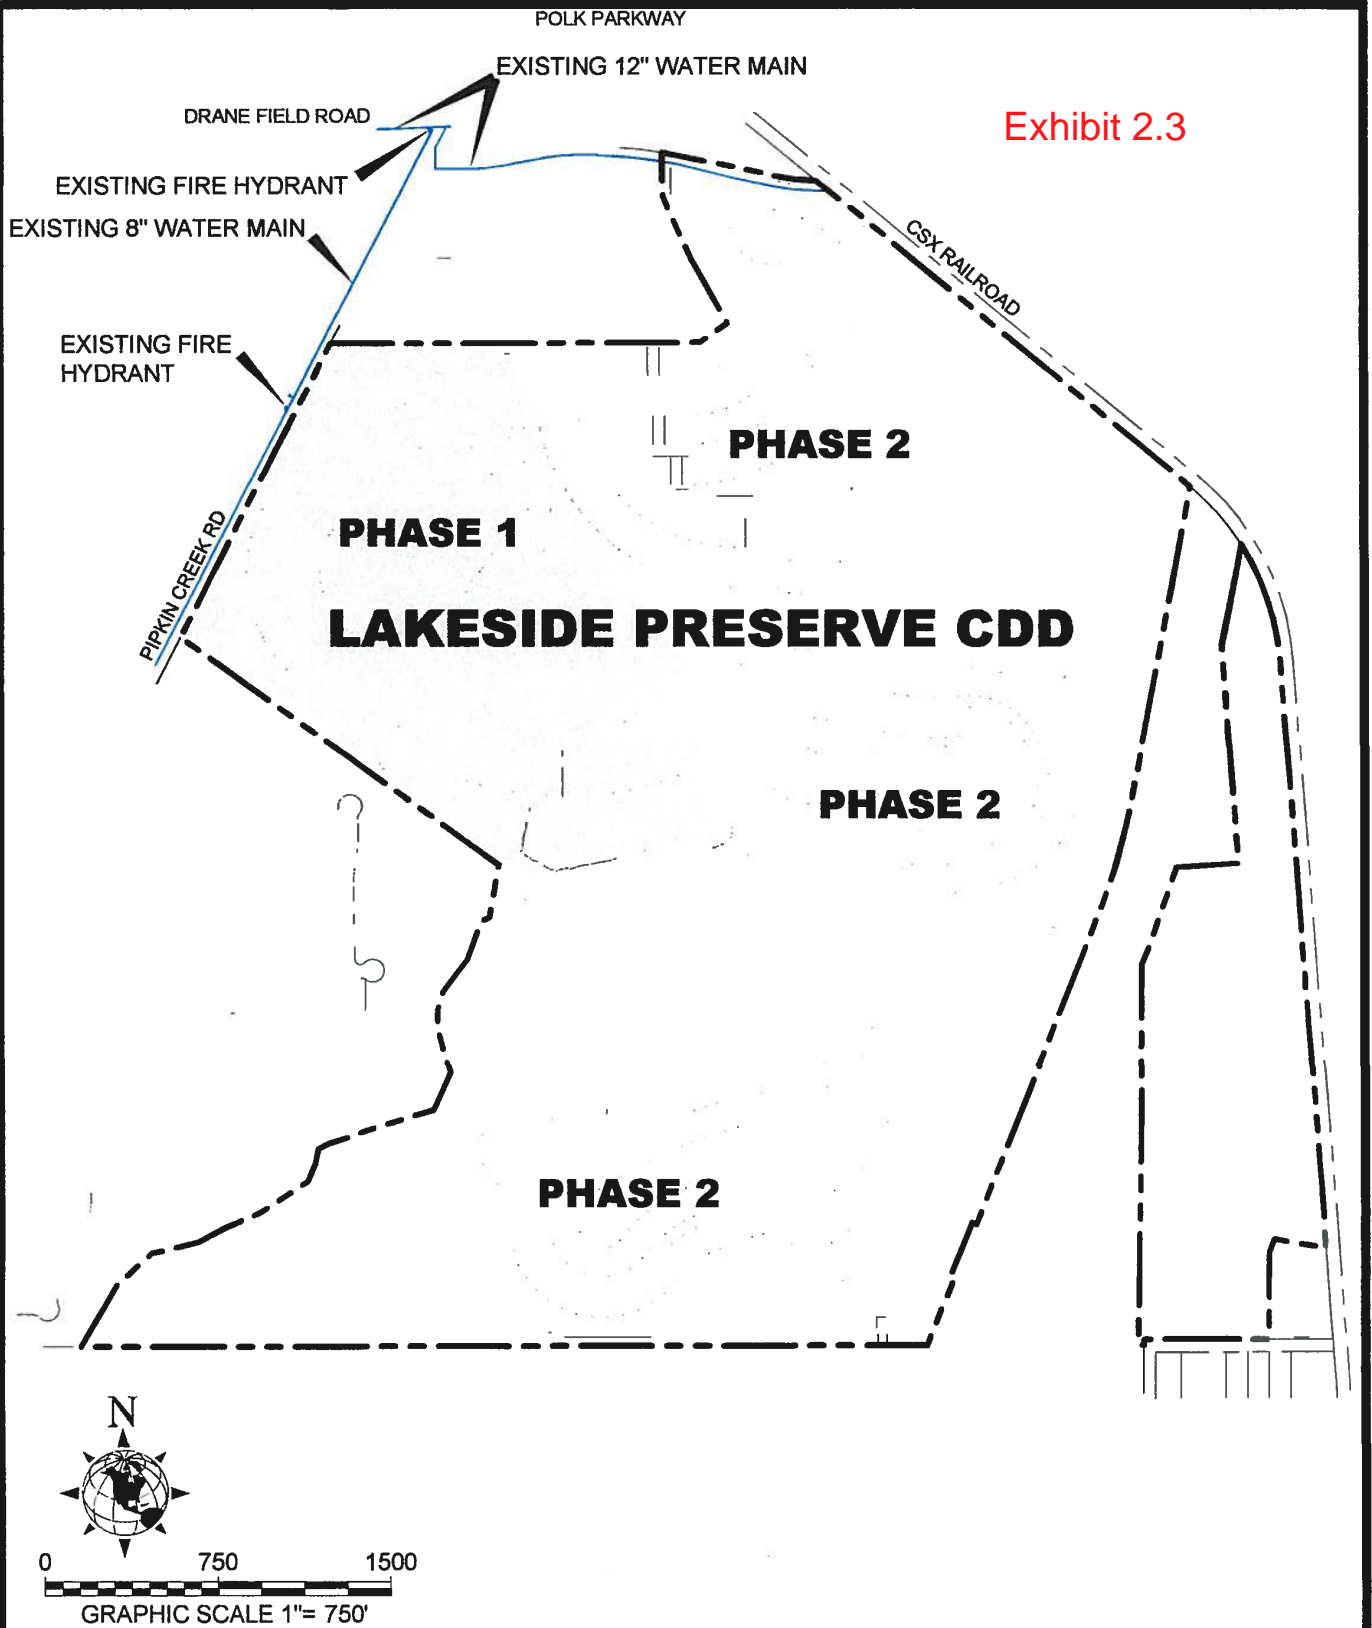 POLK PARKWAY
EXISTING 12" WATER MAIN
DRANE FIELD ROAD
Exhibit 2.3
EXISTING FIRE HYDRANT
EXISTING 8" WATER MAIN
CSX RAILROAD
EXISTING FIRE
HYDRANT
PHASE 2
PHASE 1
PIPKIN CREEK RD
LAKESIDE PRESERVE CDD
PHASE 2
PHASE 2
N
0 750 1500
GRAPHIC SCALE 1"= 750'